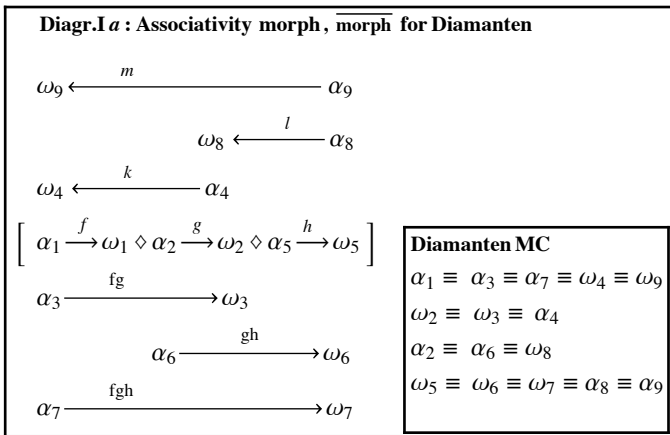 Diagr.I a : Associativity morph, m̅o̅r̅p̅h̅ for Diamanten
m
ω₉ ⟵ α₉
l
ω₈ ⟵ α₈
k
ω₄ ⟵ α₄
f g h
[ α₁ ⟶ ω₁ ◊ α₂ ⟶ ω₂ ◊ α₅ ⟶ ω₅ ]
fg
α₃ ⟶ ω₃
gh
α₆ ⟶ ω₆
fgh
α₇ ⟶ ω₇
Diamanten MC
α₁ ≡ α₃ ≡ α₇ ≡ ω₄ ≡ ω₉
ω₂ ≡ ω₃ ≡ α₄
α₂ ≡ α₆ ≡ ω₈
ω₅ ≡ ω₆ ≡ ω₇ ≡ α₈ ≡ α₉